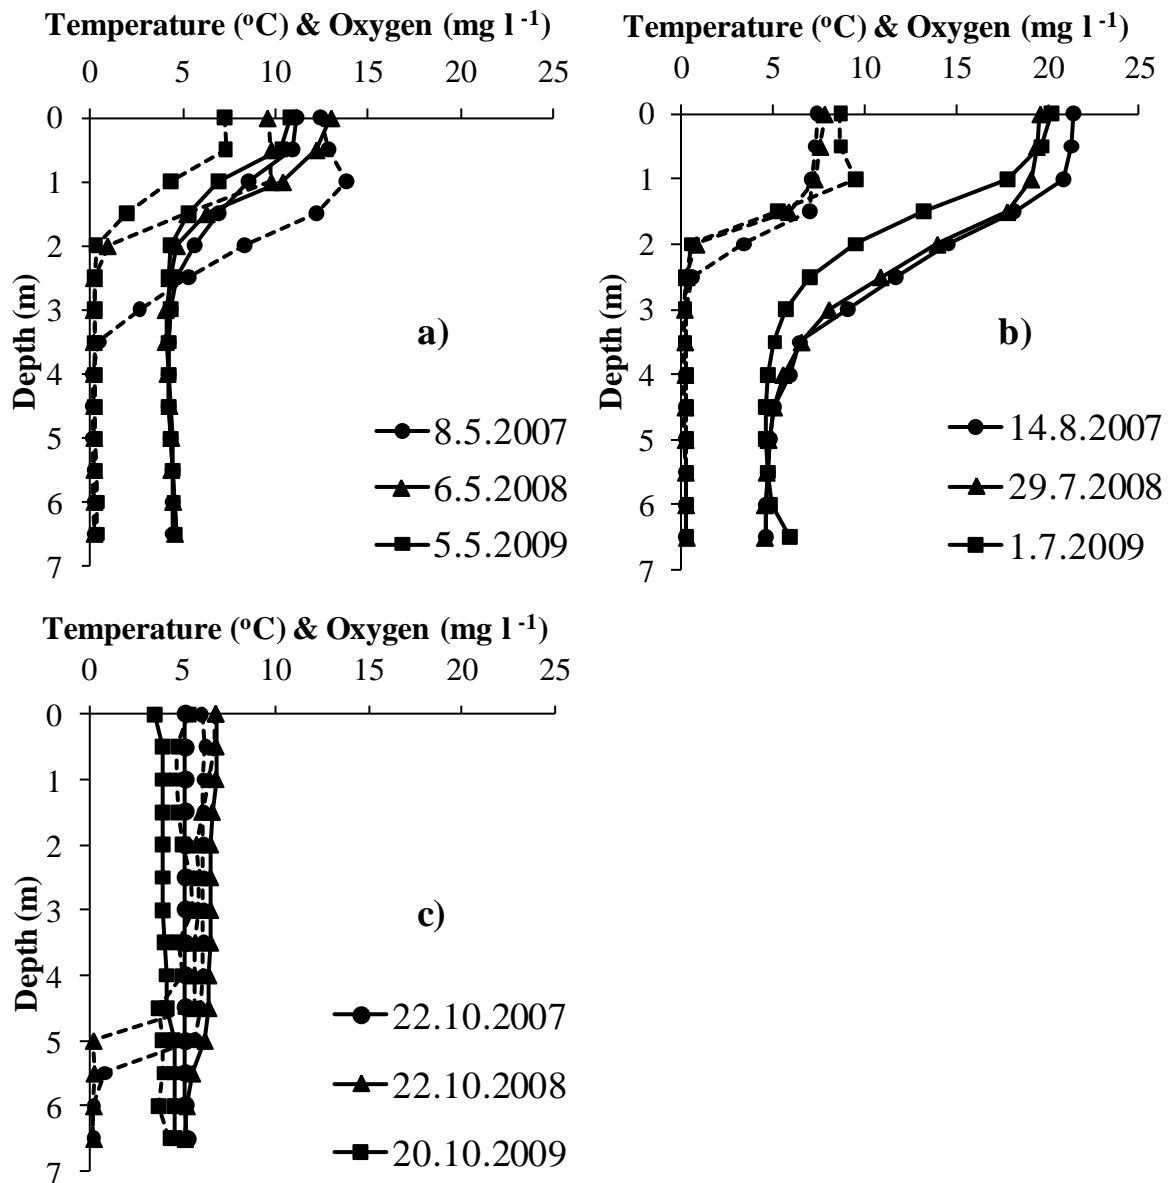 Temperature (ºC) & Oxygen (mg l -1)
0 5 10 15 20 25
0
1
2
3
4
5
6
7
Depth (m)
a)
8.5.2007
6.5.2008
5.5.2009
Temperature (ºC) & Oxygen (mg l -1)
0 5 10 15 20 25
0
1
2
3
4
5
6
7
Depth (m)
b)
14.8.2007
29.7.2008
1.7.2009
Temperature (ºC) & Oxygen (mg l -1)
0 5 10 15 20 25
0
1
2
3
4
5
6
7
Depth (m)
c)
22.10.2007
22.10.2008
20.10.2009